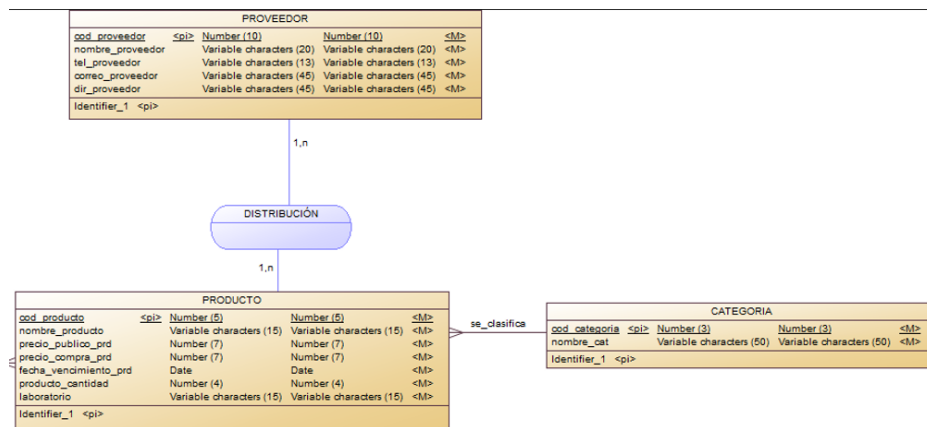 PROVEEDOR
cod_proveedor <pi> Number (10) Number (10) <M>
nombre_proveedor Variable characters (20) Variable characters (20) <M>
tel_proveedor Variable characters (13) Variable characters (13) <M>
correo_proveedor Variable characters (45) Variable characters (45) <M>
dir_proveedor Variable characters (45) Variable characters (45) <M>
Identifier_1 <pi>
1,n
DISTRIBUCIÓN
1,n
PRODUCTO
cod_producto <pi> Number (5) Number (5) <M>
nombre_producto Variable characters (15) Variable characters (15) <M>
precio_publico_prd Number (7) Number (7) <M>
precio_compra_prd Number (7) Number (7) <M>
fecha_vencimiento_prd Date Date <M>
producto_cantidad Number (4) Number (4) <M>
laboratorio Variable characters (15) Variable characters (15) <M>
Identifier_1 <pi>
se_clasifica
CATEGORIA
cod_categoria <pi> Number (3) Number (3) <M>
nombre_cat Variable characters (50) Variable characters (50) <M>
Identifier_1 <pi>